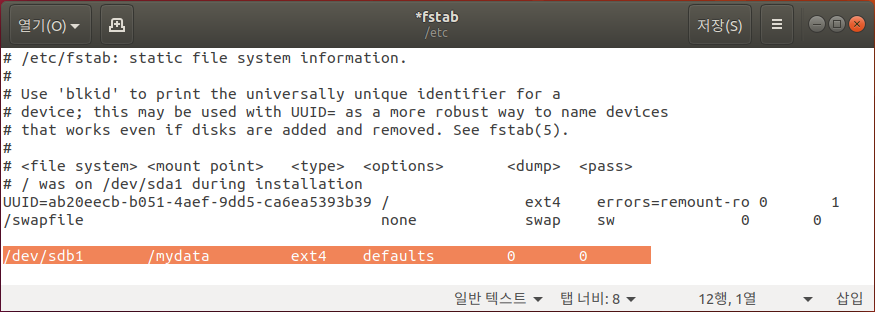 열기(O) *fstab 저장(S)
/etc
# /etc/fstab: static file system information.
#
# Use 'blkid' to print the universally unique identifier for a
# device; this may be used with UUID= as a more robust way to name devices
# that works even if disks are added and removed. See fstab(5).
#
# <file system> <mount point>   <type>  <options>       <dump>  <pass>
# / was on /dev/sda1 during installation
UUID=ab20eecb-b051-4aef-9dd5-ca6ea5393b39 /               ext4    errors=remount-ro 0       1
/swapfile                                 none            swap    sw              0       0
/dev/sdb1       /mydata         ext4    defaults        0       0
일반 텍스트 탭 너비: 8 12행, 1열 삽입